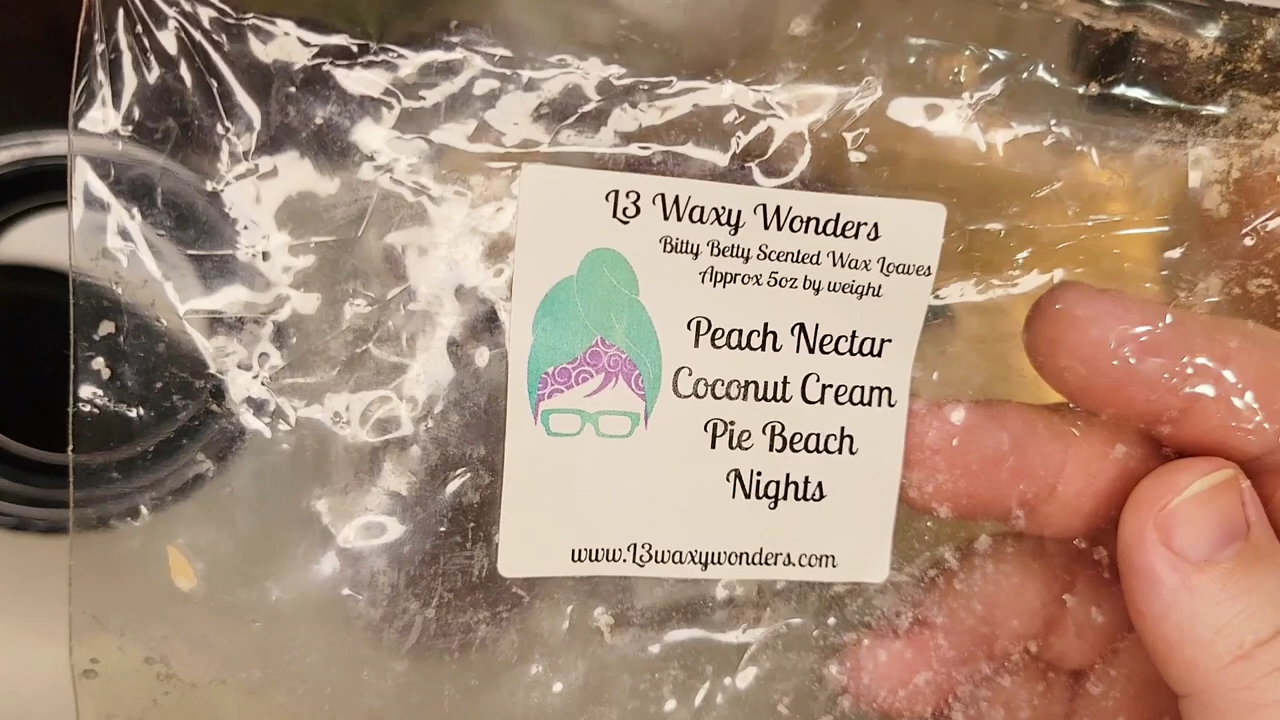 L3 Waxy Wonders
Bitty Betty Scented Wax Loaves
Approx 5oz by weight
Peach Nectar
Coconut Cream
Pie Beach
Nights
www.L3waxywonders.com